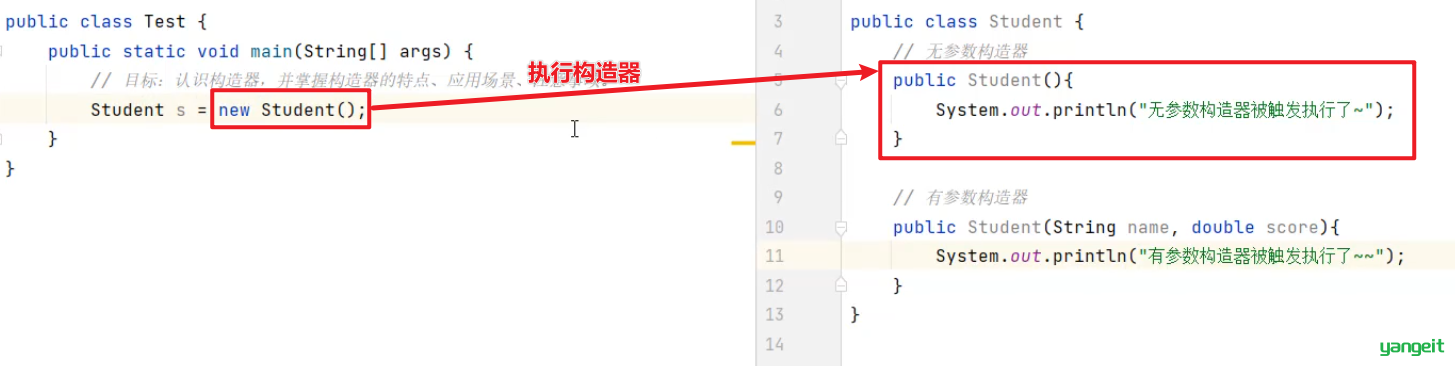 public class Test {
public static void main(String[] args) {
// 目标：认识构造器，并掌握构造器的特点、应用场景、
执行构造器
Student s = new Student();
}
}
3 public class Student {
4 // 无参数构造器
5 public Student(){
6 System.out.println("无参数构造器被触发执行了~");
7 }
8
9 // 有参数构造器
10 public Student(String name, double score){
11 System.out.println("有参数构造器被触发执行了~~");
12 }
13 }
14
yangeit